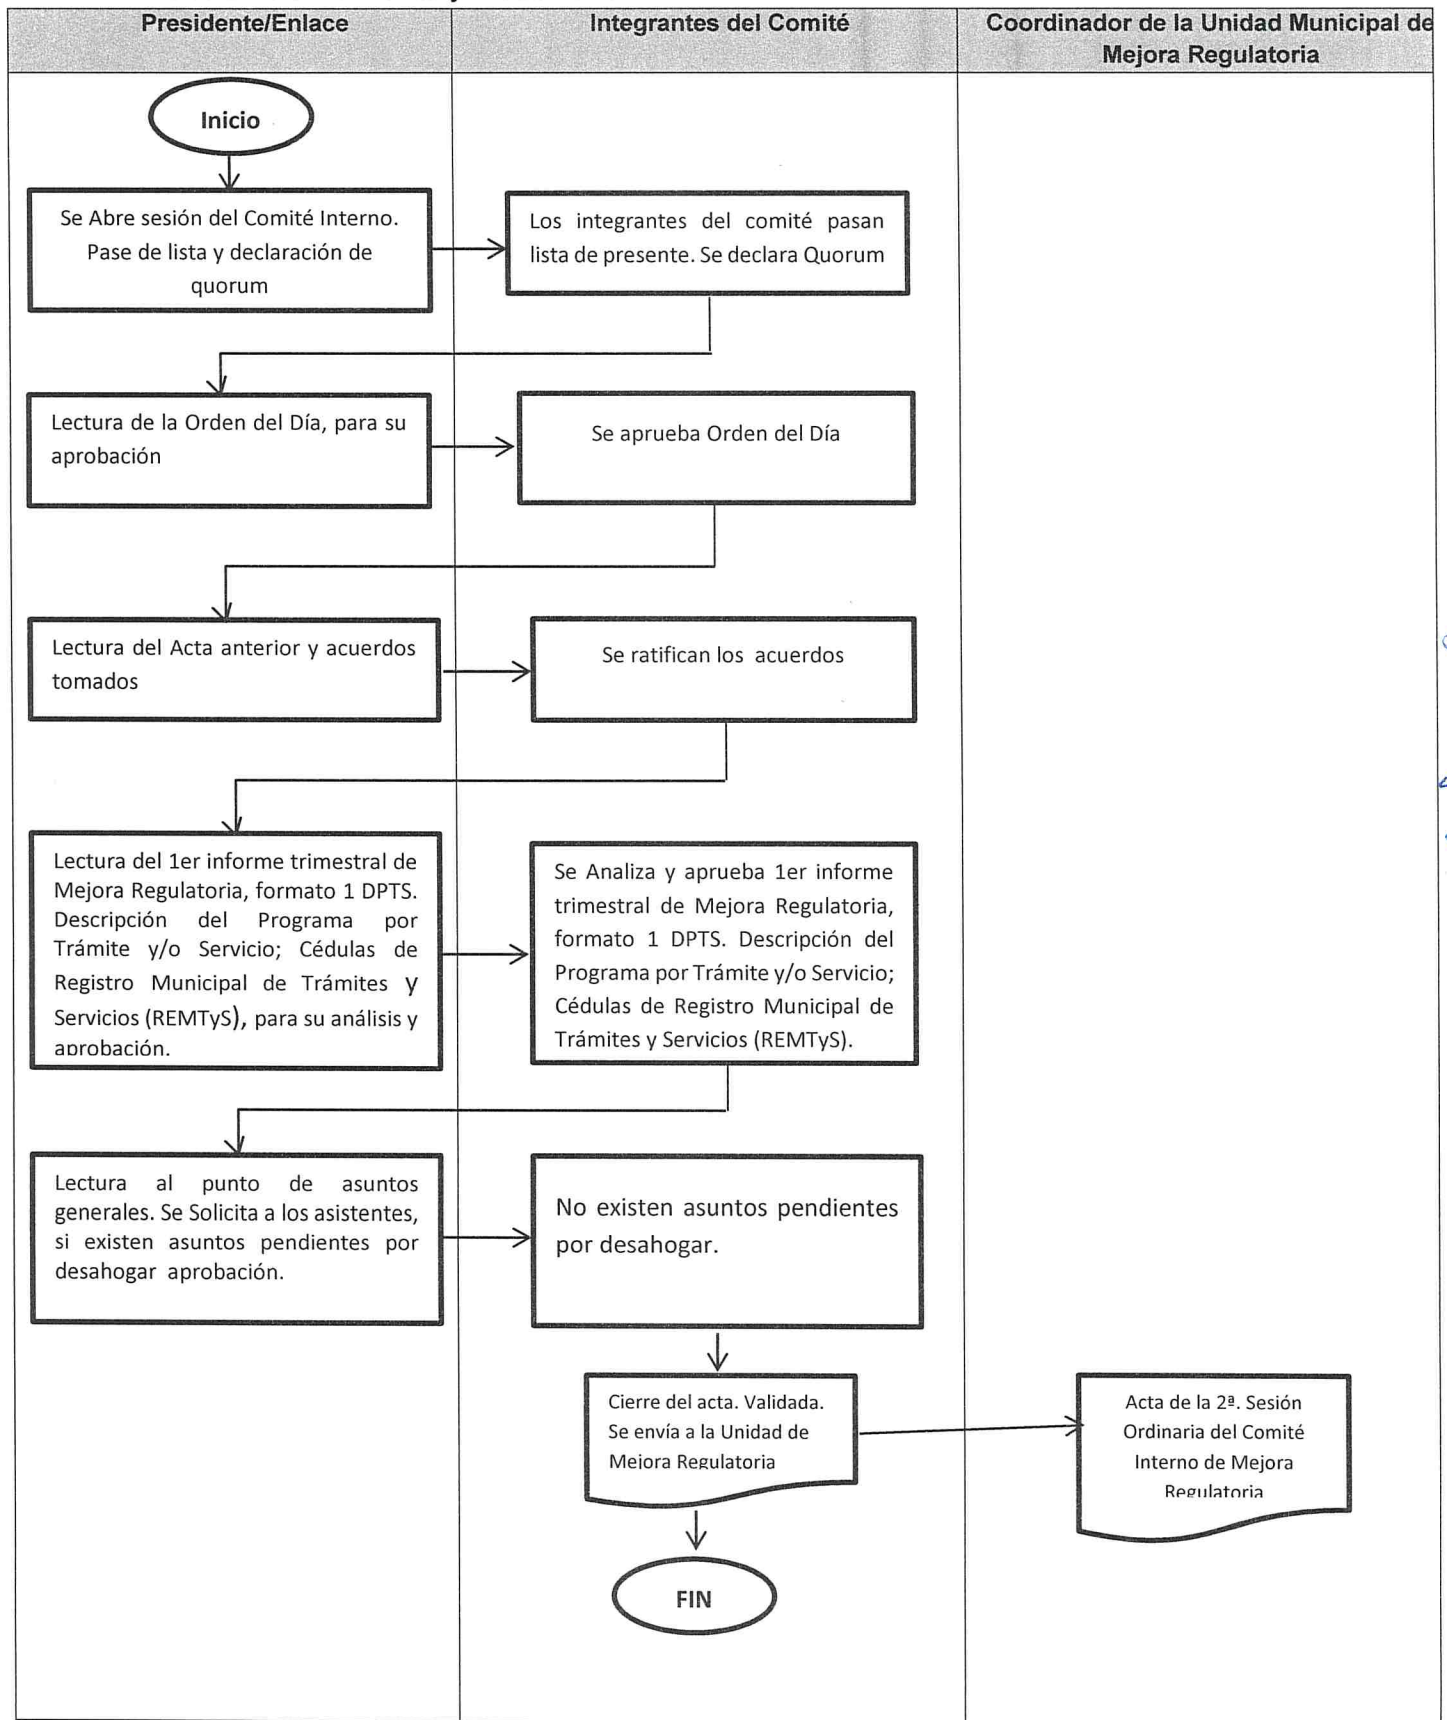 Presidente/Enlace
Integrantes del Comité
Coordinador de la Unidad Municipal de
Mejora Regulatoria
Inicio
Se Abre sesión del Comité Interno.
Pase de lista y declaración de
quorum
Los integrantes del comité pasan
lista de presente. Se declara Quorum
Lectura de la Orden del Día, para su
aprobación
Se aprueba Orden del Día
Lectura del Acta anterior y acuerdos
tomados
Se ratifican los acuerdos
Lectura del 1er informe trimestral de
Mejora Regulatoria, formato 1 DPTS.
Descripción del Programa por
Trámite y/o Servicio; Cédulas de
Registro Municipal de Trámites y
Servicios (REMTyS), para su análisis y
aprobación.
Se Analiza y aprueba 1er informe
trimestral de Mejora Regulatoria,
formato 1 DPTS. Descripción del
Programa por Trámite y/o Servicio;
Cédulas de Registro Municipal de
Trámites y Servicios (REMTyS).
Lectura al punto de asuntos
generales. Se Solicita a los asistentes,
si existen asuntos pendientes por
desahogar aprobación.
No existen asuntos pendientes
por desahogar.
Cierre del acta. Validada.
Se envía a la Unidad de
Mejora Regulatoria
Acta de la 2ª. Sesión
Ordinaria del Comité
Interno de Mejora
Regulatoria
FIN